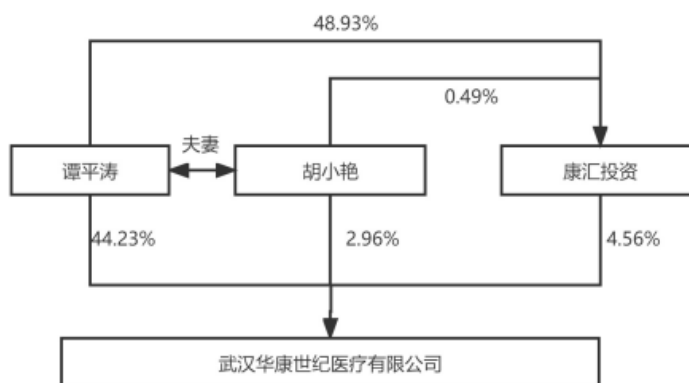 48.93%
0.49%
夫妻
谭平涛
胡小艳
康汇投资
44.23%
2.96%
4.56%
武汉华康世纪医疗有限公司